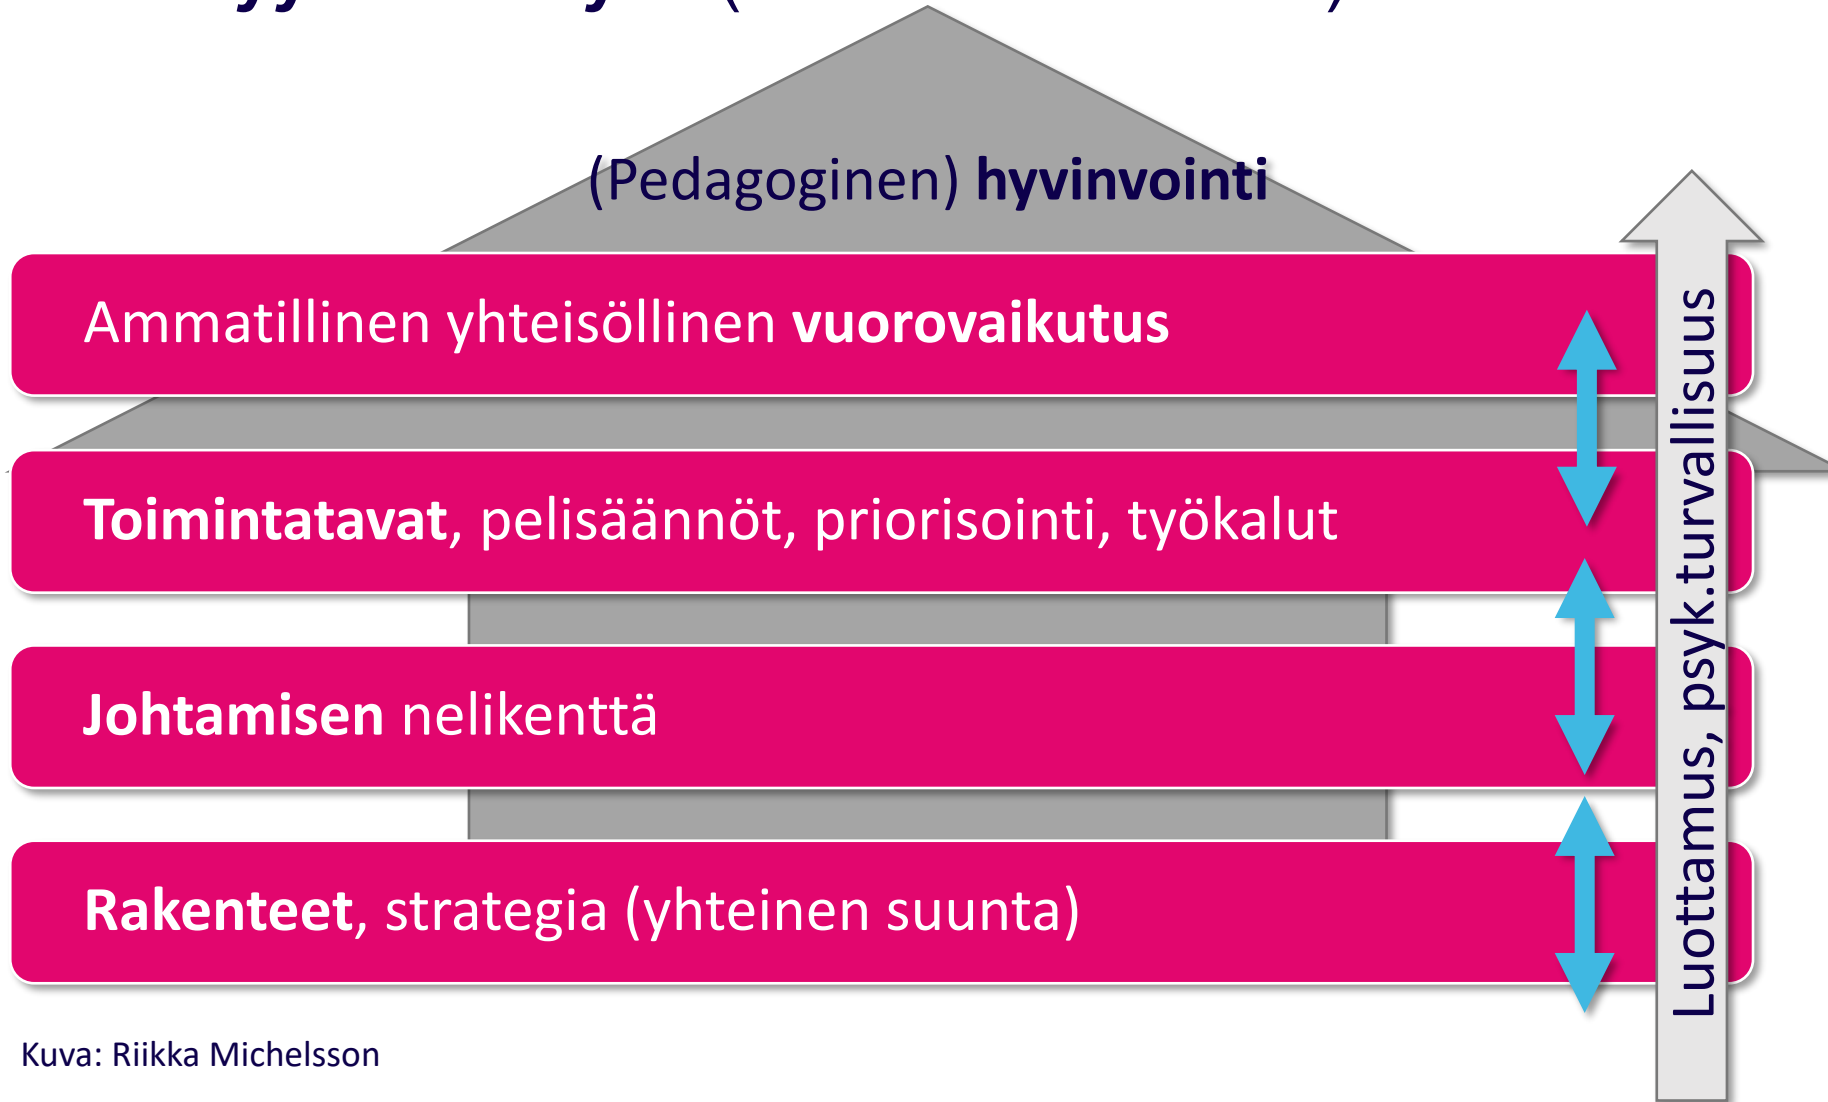 (Pedagoginen) hyvinvointi
Ammatillinen yhteisöllinen vuorovaikutus
Toimintatavat, pelisäännöt, priorisointi, työkalut
Johtamisen nelikenttä
Rakenteet, strategia (yhteinen suunta)
Luottamus, psyk.turvallisuus
Kuva: Riikka Michelsson